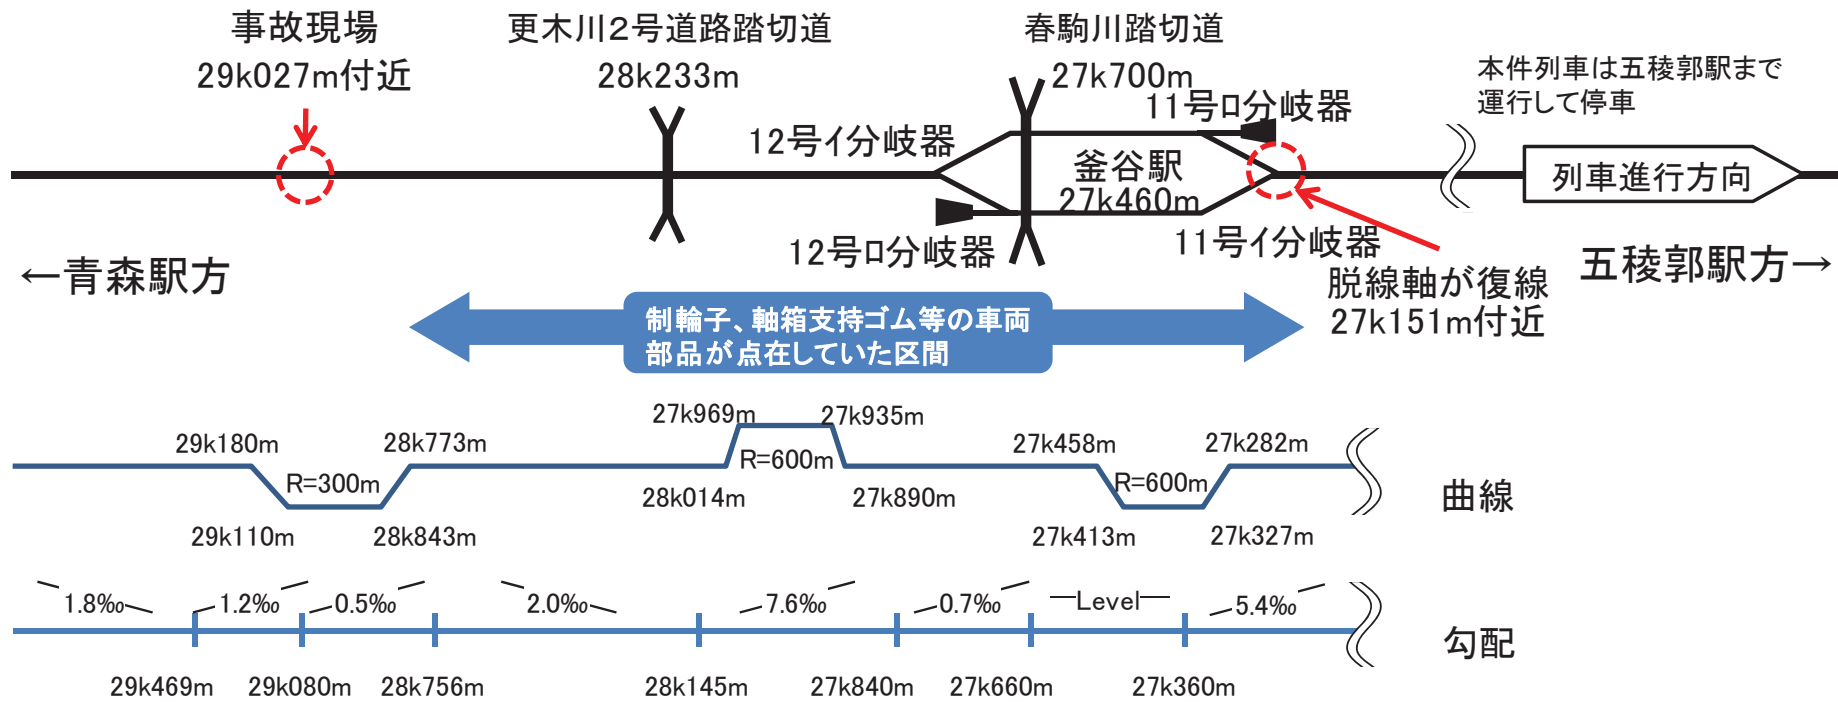 事故現場
29k027m付近
更木川２号道路踏切道
28k233m
春駒川踏切道
27k700m
本件列車は五稜郭駅まで
運行して停車
11号ﾛ分岐器
12号ｲ分岐器
釜谷駅
27k460m
列車進行方向
12号ﾛ分岐器
11号ｲ分岐器
←青森駅方
五稜郭駅方→
脱線軸が復線
27k151m付近
制輪子、軸箱支持ゴム等の車両
部品が点在していた区間
27k969m
27k935m
29k180m
28k773m
27k458m
27k282m
R=300m
R=600m
R=600m
28k014m
27k890m
曲線
29k110m
28k843m
27k413m
27k327m
1.8‰
1.2‰
0.5‰
2.0‰
7.6‰
0.7‰
Level
5.4‰
勾配
29k469m
29k080m
28k756m
28k145m
27k840m
27k660m
27k360m